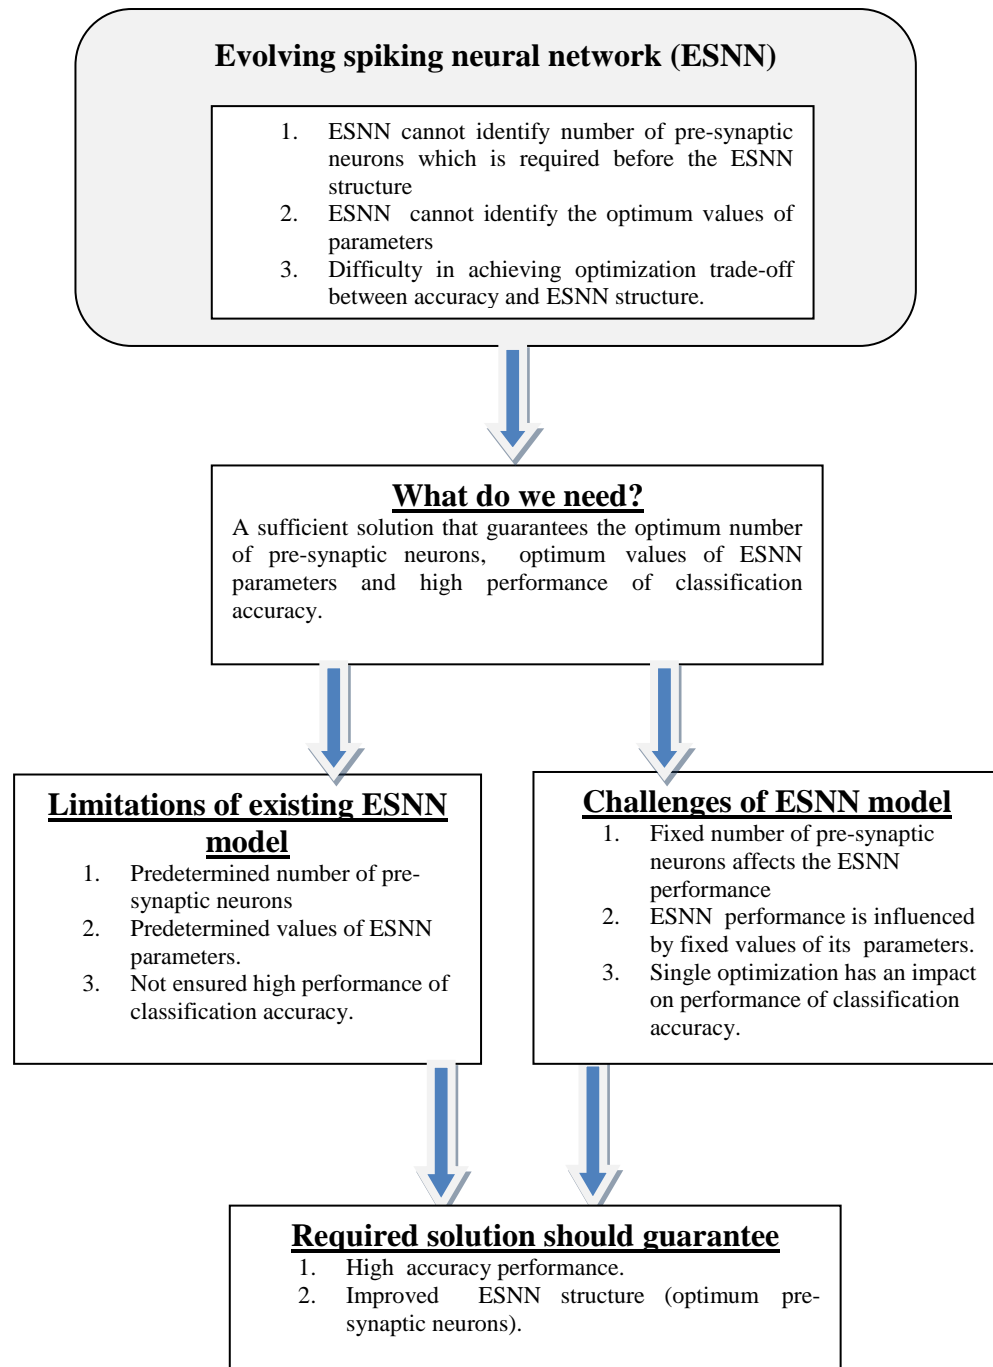 Evolving spiking neural network (ESNN)
1. ESNN cannot identify number of pre-synaptic
neurons which is required before the ESNN
structure
2. ESNN cannot identify the optimum values of
parameters
3. Difficulty in achieving optimization trade-off
between accuracy and ESNN structure.
What do we need?
A sufficient solution that guarantees the optimum number
of pre-synaptic neurons, optimum values of ESNN
parameters and high performance of classification
accuracy.
Limitations of existing ESNN
model
1. Predetermined number of pre-
synaptic neurons
2. Predetermined values of ESNN
parameters.
3. Not ensured high performance of
classification accuracy.
Challenges of ESNN model
1. Fixed number of pre-synaptic
neurons affects the ESNN
performance
2. ESNN performance is influenced
by fixed values of its parameters.
3. Single optimization has an impact
on performance of classification
accuracy.
Required solution should guarantee
1. High accuracy performance.
2. Improved ESNN structure (optimum pre-
synaptic neurons).